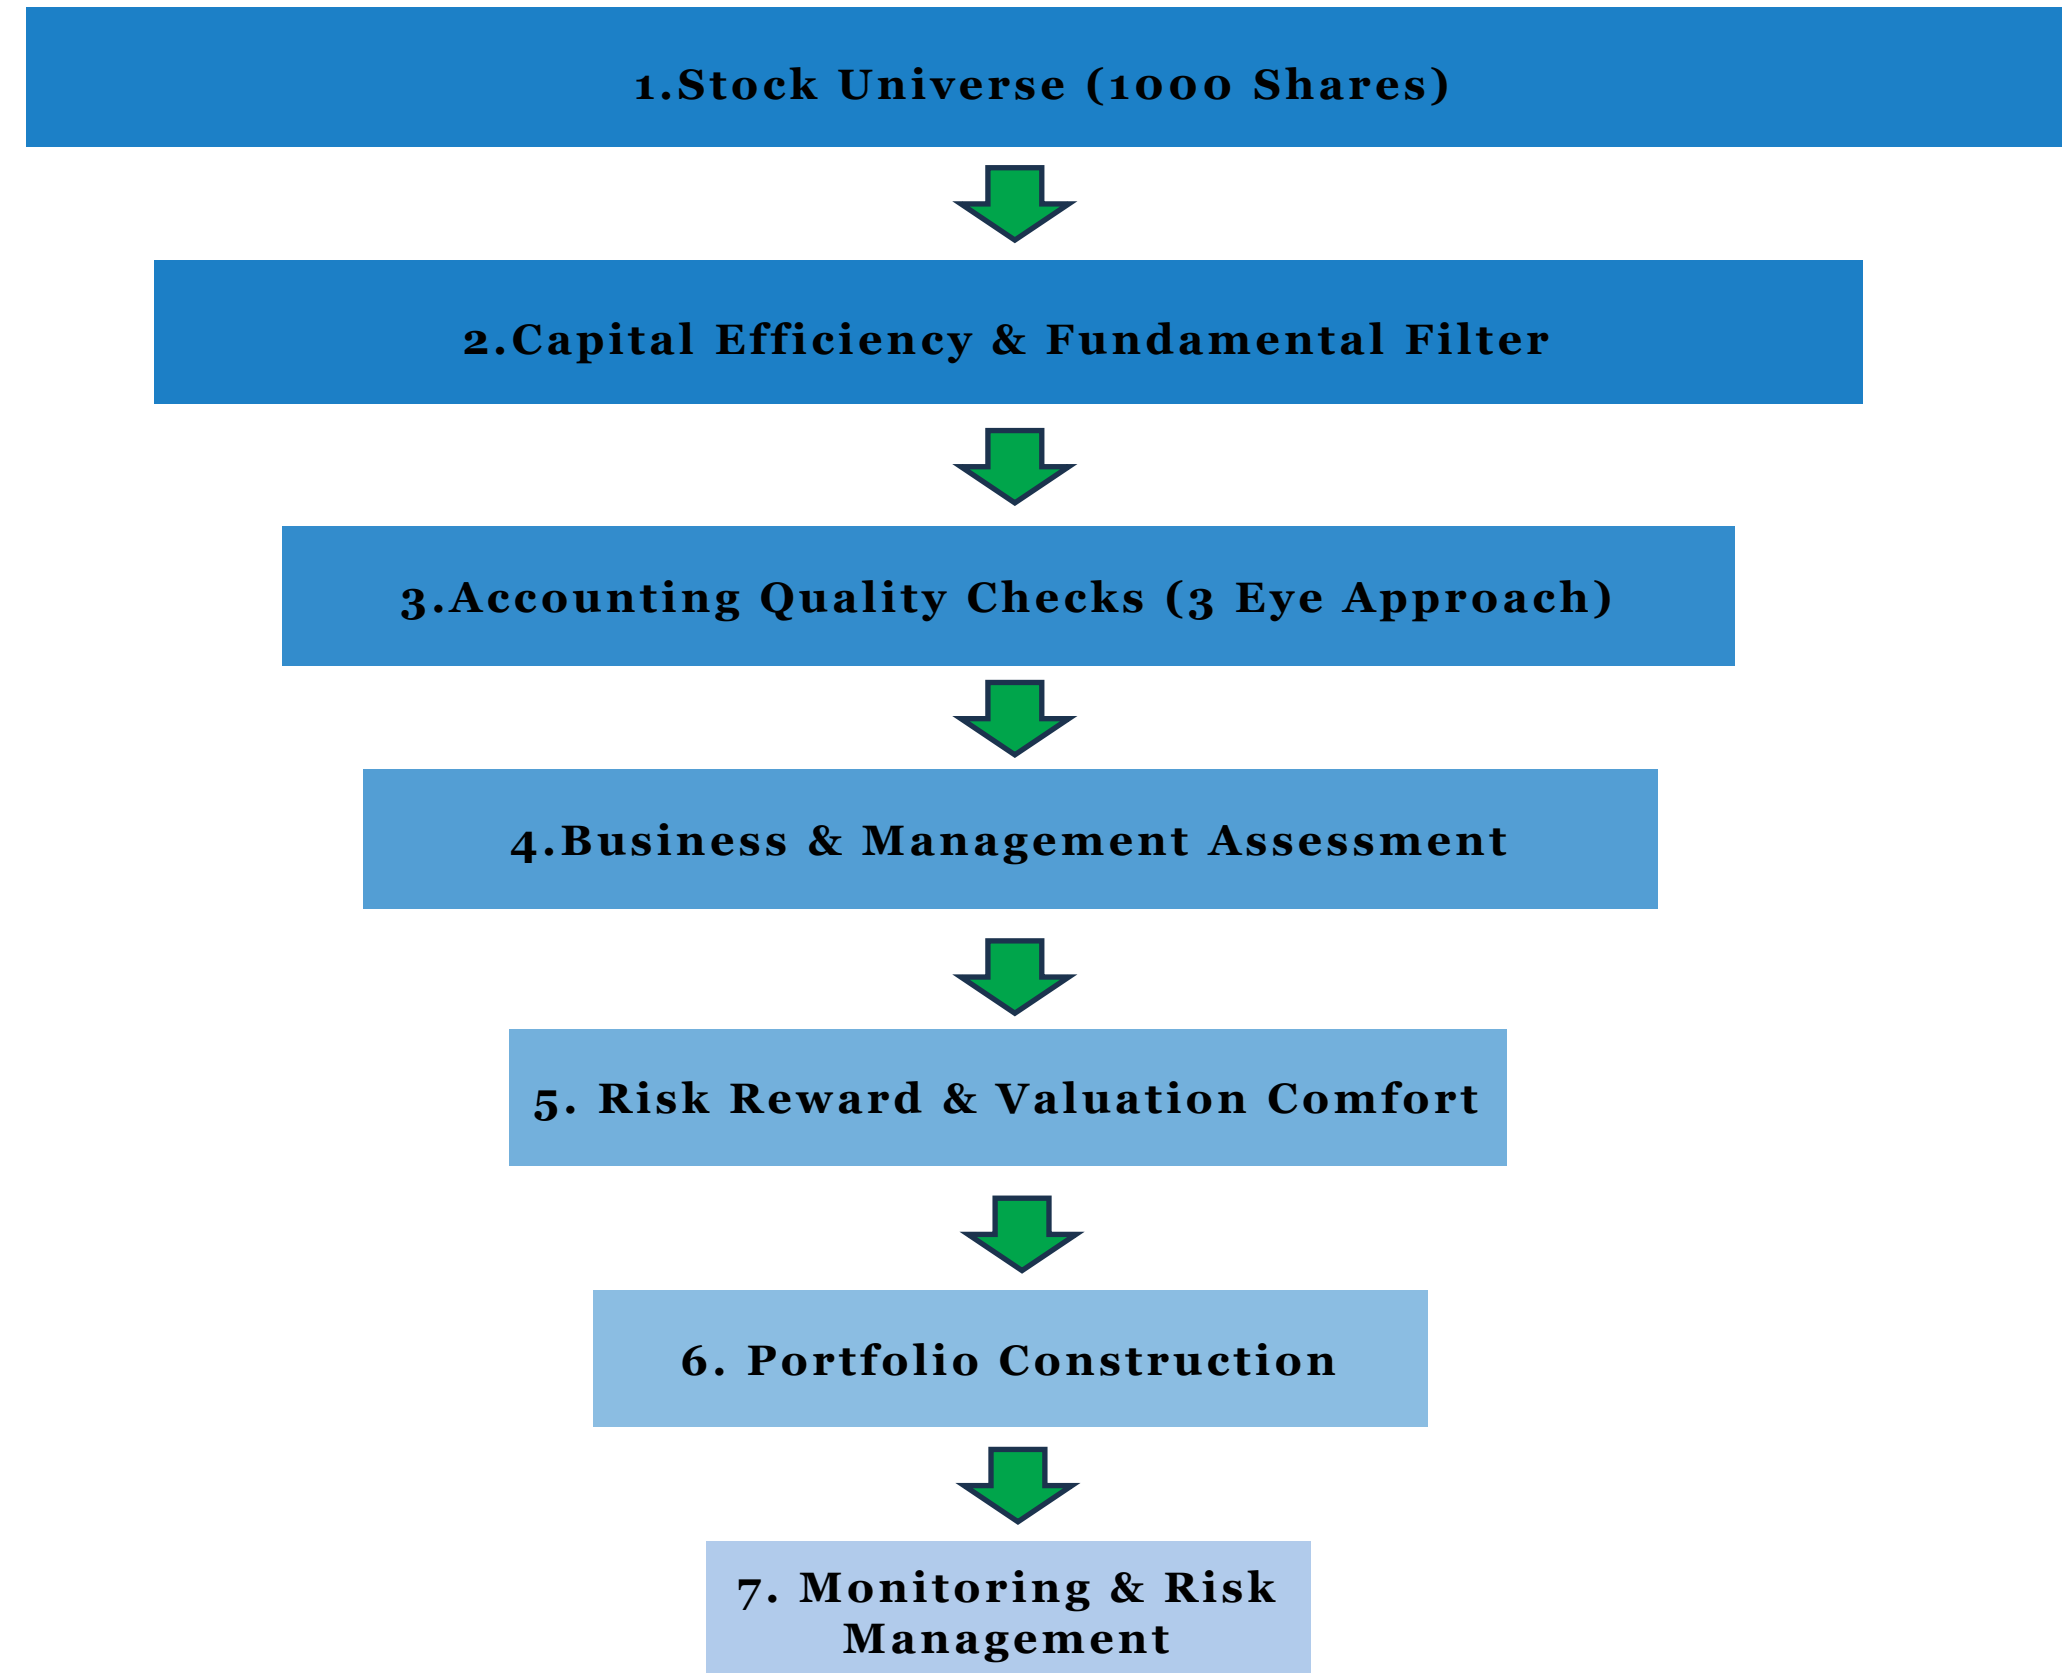 1.Stock Universe (1000 Shares)
2.Capital Efficiency & Fundamental Filter
3.Accounting Quality Checks (3 Eye Approach)
4.Business & Management Assessment
5. Risk Reward & Valuation Comfort
6. Portfolio Construction
7. Monitoring & Risk
Management